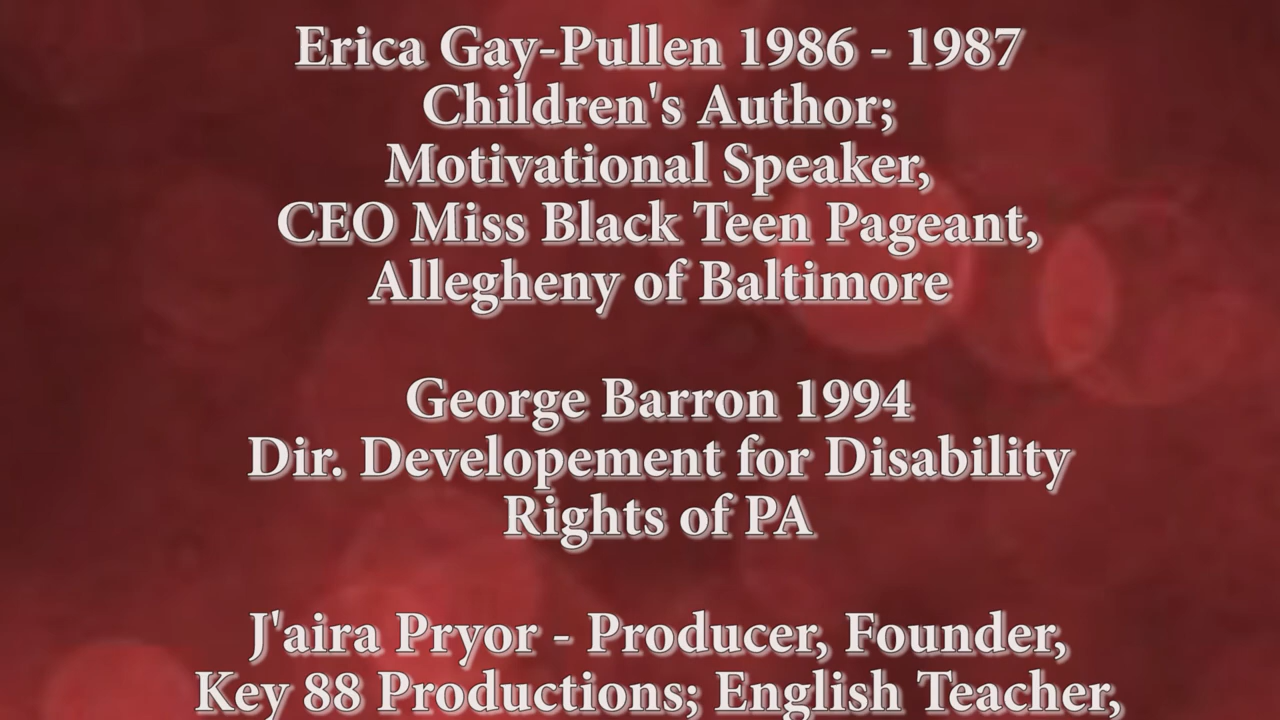 Erica Gay-Pullen 1986 - 1987
Children's Author;
Motivational Speaker,
CEO Miss Black Teen Pageant,
Allegheny of Baltimore
George Barron 1994
Dir. Developement for Disability
Rights of PA
J'aira Pryor - Producer, Founder,
Key 88 Productions; English Teacher,